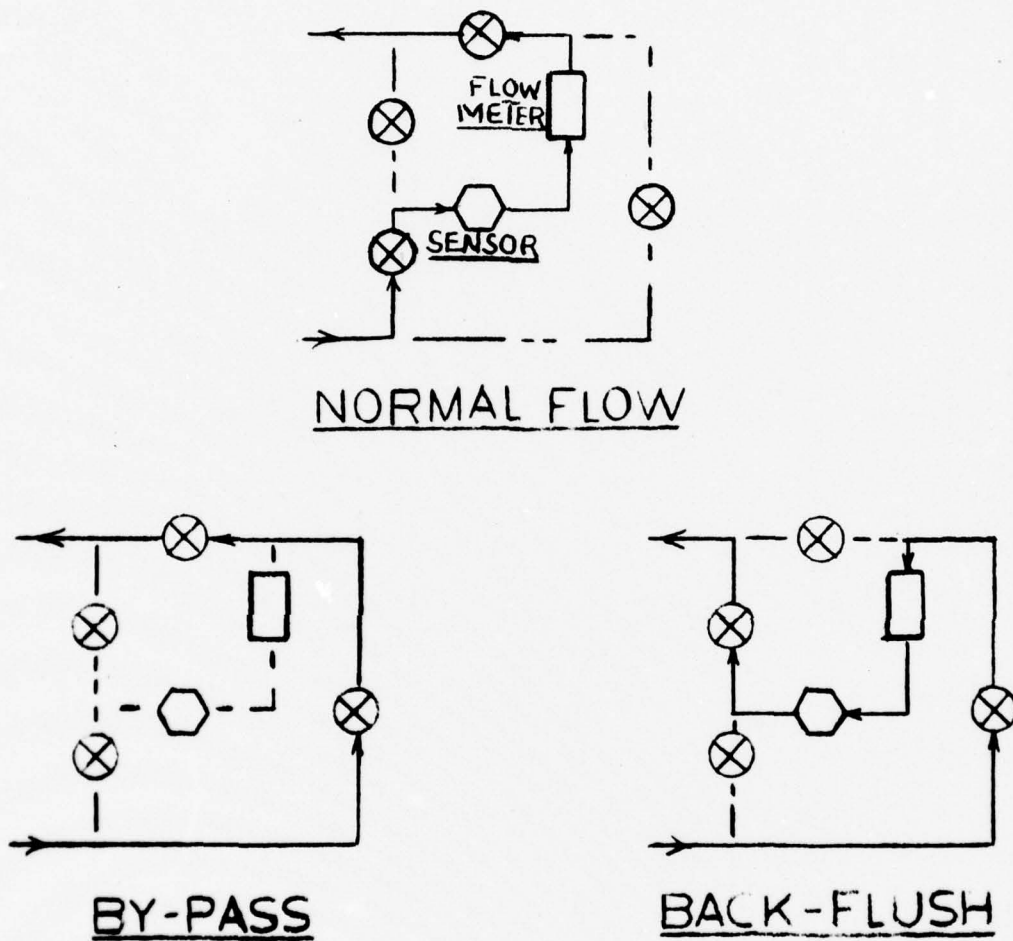 FLOW
METER
SENSOR
NORMAL FLOW
BY-PASS
BACK-FLUSH